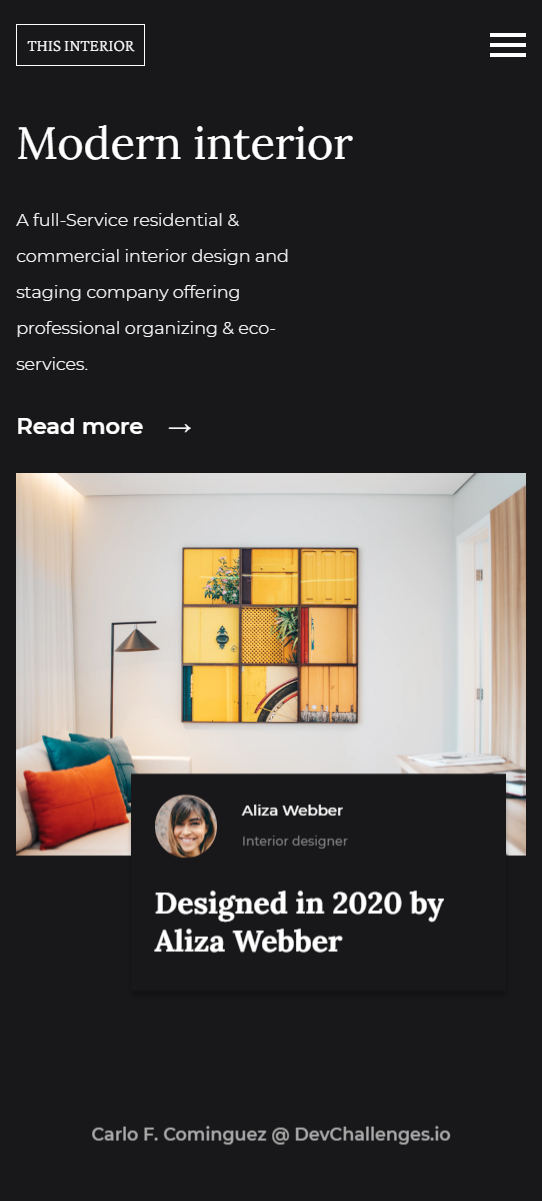 THIS INTERIOR
Modern interior
A full-Service residential &
commercial interior design and
staging company offering
professional organizing & eco-
services.
Read more →
Aliza Webber
Interior designer
Designed in 2020 by
Aliza Webber
Carlo F. Cominguez @ DevChallenges.io